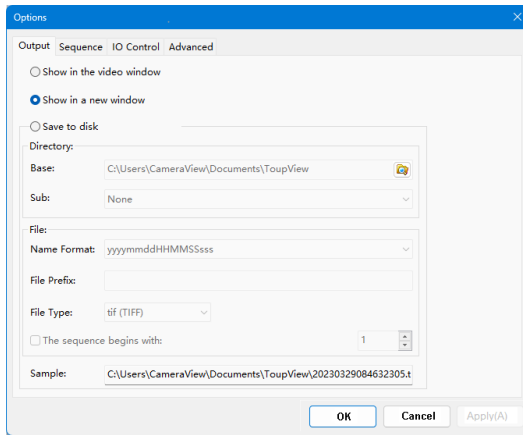 Options
Output Sequence IO Control Advanced
Show in the video window
Show in a new window
Save to disk
Directory:
Base: C:\Users\CameraView\Documents\ToupView
Sub: None
File:
Name Format: yyyymmddHHMMSSsss
File Prefix:
File Type: tif (TIFF)
The sequence begins with: 1
Sample: C:\Users\CameraView\Documents\ToupView\20230329084632305.t
OK Cancel Apply(A)